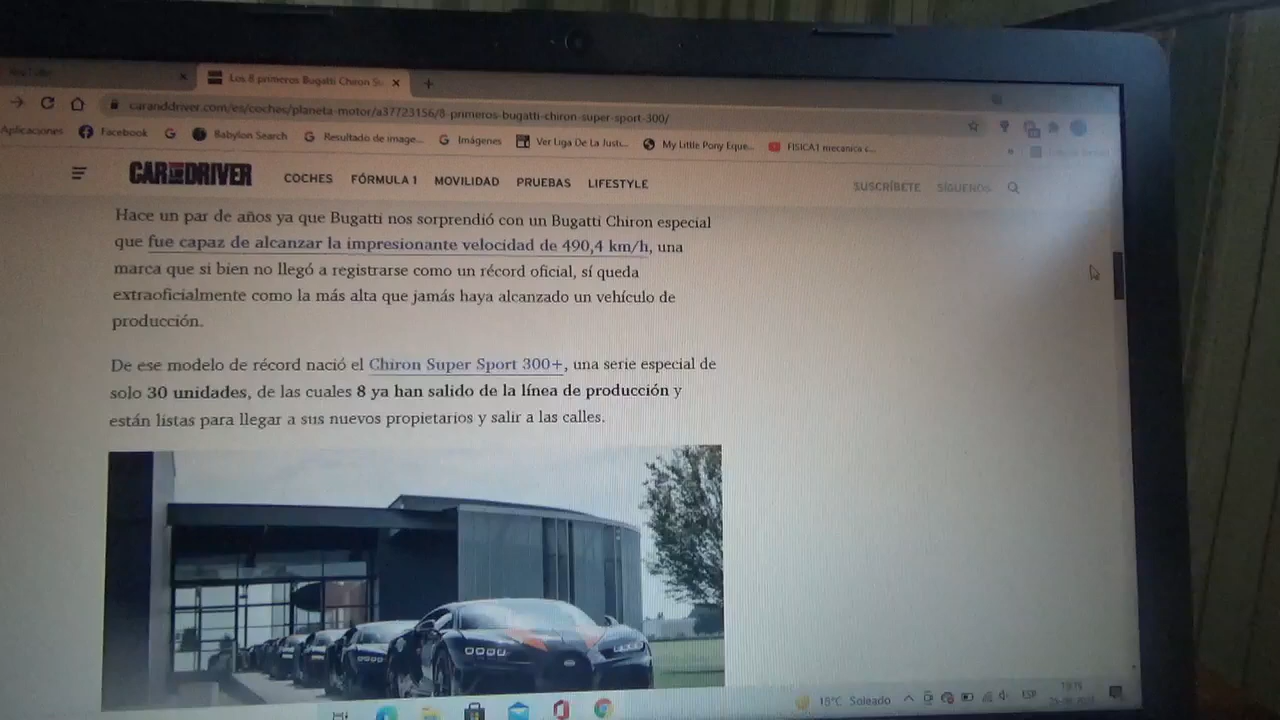 YouTube
Los 8 primeros Bugatti Chiron Su
caranddriver.com/es/coches/planeta-motor/a37723156/8-primeros-bugatti-chiron-super-sport-300/
Aplicaciones Facebook Babylon Search Resultado de image... Imágenes Ver Liga De La Justi... My Little Pony Eque... FISICA1 mecanica c...
CAR AND DRIVER COCHES FÓRMULA 1 MOVILIDAD PRUEBAS LIFESTYLE SUSCRÍBETE SÍGUENOS
Hace un par de años ya que Bugatti nos sorprendió con un Bugatti Chiron especial
que fue capaz de alcanzar la impresionante velocidad de 490,4 km/h, una
marca que si bien no llegó a registrarse como un récord oficial, sí queda
extraoficialmente como la más alta que jamás haya alcanzado un vehículo de
producción.
De ese modelo de récord nació el Chiron Super Sport 300+, una serie especial de
solo 30 unidades, de las cuales 8 ya han salido de la línea de producción y
están listas para llegar a sus nuevos propietarios y salir a las calles.
15°C Soleado ESP